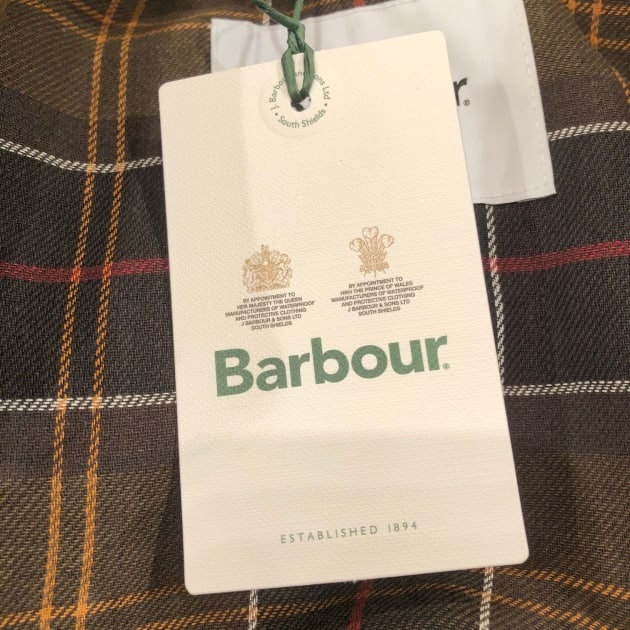 J. Barbour and Sons Ltd
• South Shields •
r®
BY APPOINTMENT TO
HER MAJESTY THE QUEEN
MANUFACTURERS OF WATERPROOF
AND PROTECTIVE CLOTHING
J BARBOUR & SONS LTD
SOUTH SHIELDS
BY APPOINTMENT TO
HRH THE PRINCE OF WALES
MANUFACTURERS OF WATERPROOF
AND PROTECTIVE CLOTHING
J BARBOUR & SONS LTD
SOUTH SHIELDS
Barbour®
ESTABLISHED 1894